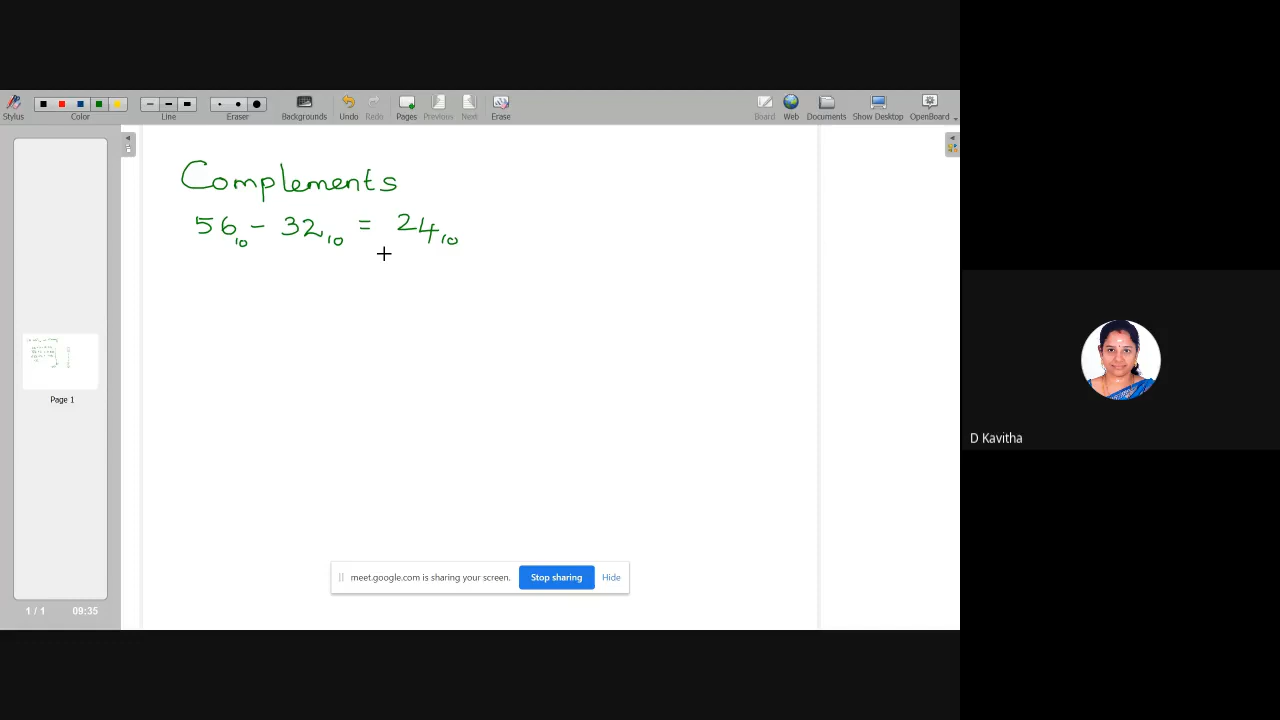 Stylus Color Line Eraser Backgrounds Undo Redo Pages Previous Next Erase Board Web Documents Show Desktop OpenBoard
Complements
56₁₀ - 32₁₀ = 24₁₀
Page 1
D Kavitha
meet.google.com is sharing your screen. Stop sharing Hide
1 / 1 09:35